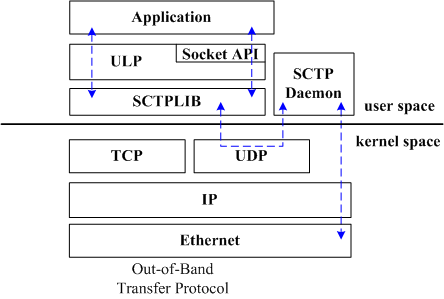 Application
ULP
Socket API
SCTP
Daemon
SCTPLIB
user space
kernel space
TCP
UDP
IP
Ethernet
Out-of-Band
Transfer Protocol